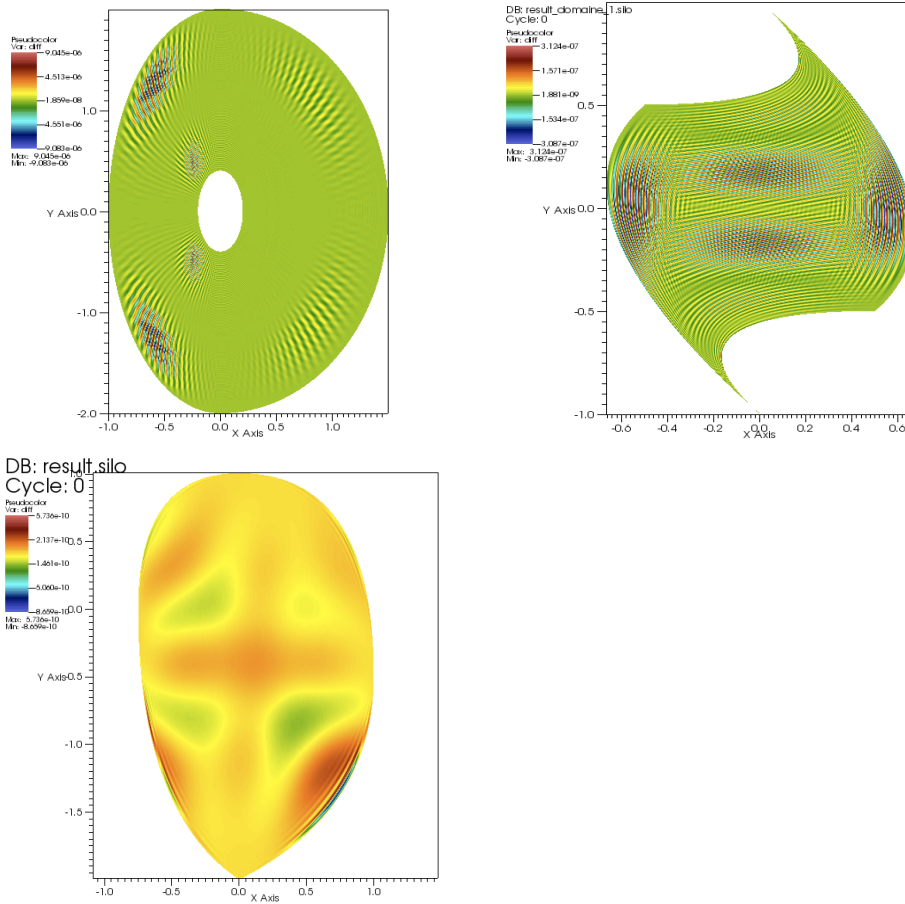 Pseudocolor
Var: diff
9.045e-06
4.513e-06
1.859e-08
-4.551e-06
-9.083e-06
Max: 9.045e-06
Min: -9.083e-06
1.0
Y Axis 0.0
-1.0
-2.0
-1.0 -0.5 0.0 0.5 1.0 1.5
X Axis
DB: result_domaine_1.silo
Cycle: 0
Pseudocolor
Var: diff
3.124e-07
1.571e-07
1.881e-09
-1.534e-07
-3.087e-07
Max: 3.124e-07
Min: -3.087e-07
0.5
Y Axis 0.0
-0.5
-1.0
-0.6 -0.4 -0.2 0.0 0.2 0.4 0.6
X Axis
DB: result.silo
Cycle: 0
Pseudocolor
Var: diff
5.736e-10
2.137e-10
-1.461e-10
-5.060e-10
-8.659e-10
Max: 5.736e-10
Min: -8.659e-10
1.0
0.5
0.0
Y Axis -0.5
-1.0
-1.5
-1.0 -0.5 0.0 0.5 1.0
X Axis